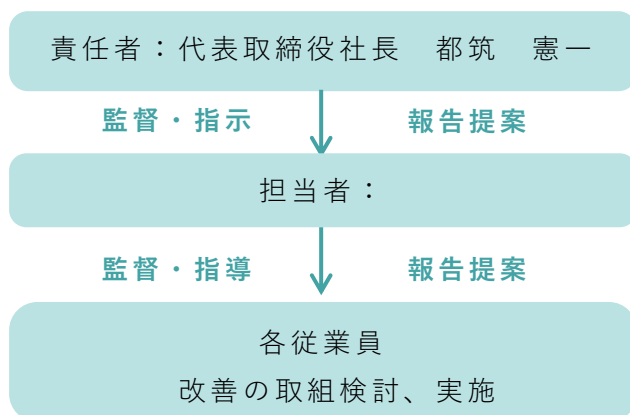 責任者：代表取締役社長　都筑　憲一
監督・指示　報告提案
担当者：
監督・指導　報告提案
各従業員
改善の取組検討、実施